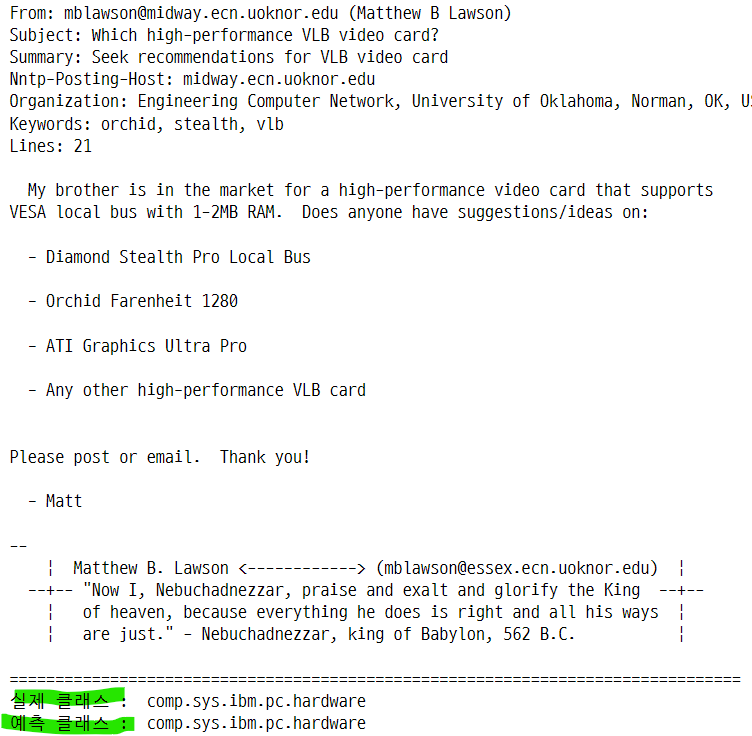 From: mblawson@midway.ecn.uoknor.edu (Matthew B Lawson)
Subject: Which high-performance VLB video card?
Summary: Seek recommendations for VLB video card
Nntp-Posting-Host: midway.ecn.uoknor.edu
Organization: Engineering Computer Network, University of Oklahoma, Norman, OK,
Keywords: orchid, stealth, vlb
Lines: 21
My brother is in the market for a high-performance video card that supports
VESA local bus with 1-2MB RAM.  Does anyone have suggestions/ideas on:
- Diamond Stealth Pro Local Bus
- Orchid Farenheit 1280
- ATI Graphics Ultra Pro
- Any other high-performance VLB card
Please post or email.  Thank you!
- Matt
--
¦  Matthew B. Lawson <------------> (mblawson@essex.ecn.uoknor.edu)  ¦
--+-- "Now I, Nebuchadnezzar, praise and exalt and glorify the King  --+--
¦   of heaven, because everything he does is right and all his ways  ¦
¦   are just." - Nebuchadnezzar, king of Babylon, 562 B.C.           ¦
================================================================================
실제 클래스 :  comp.sys.ibm.pc.hardware
예측 클래스 :  comp.sys.ibm.pc.hardware